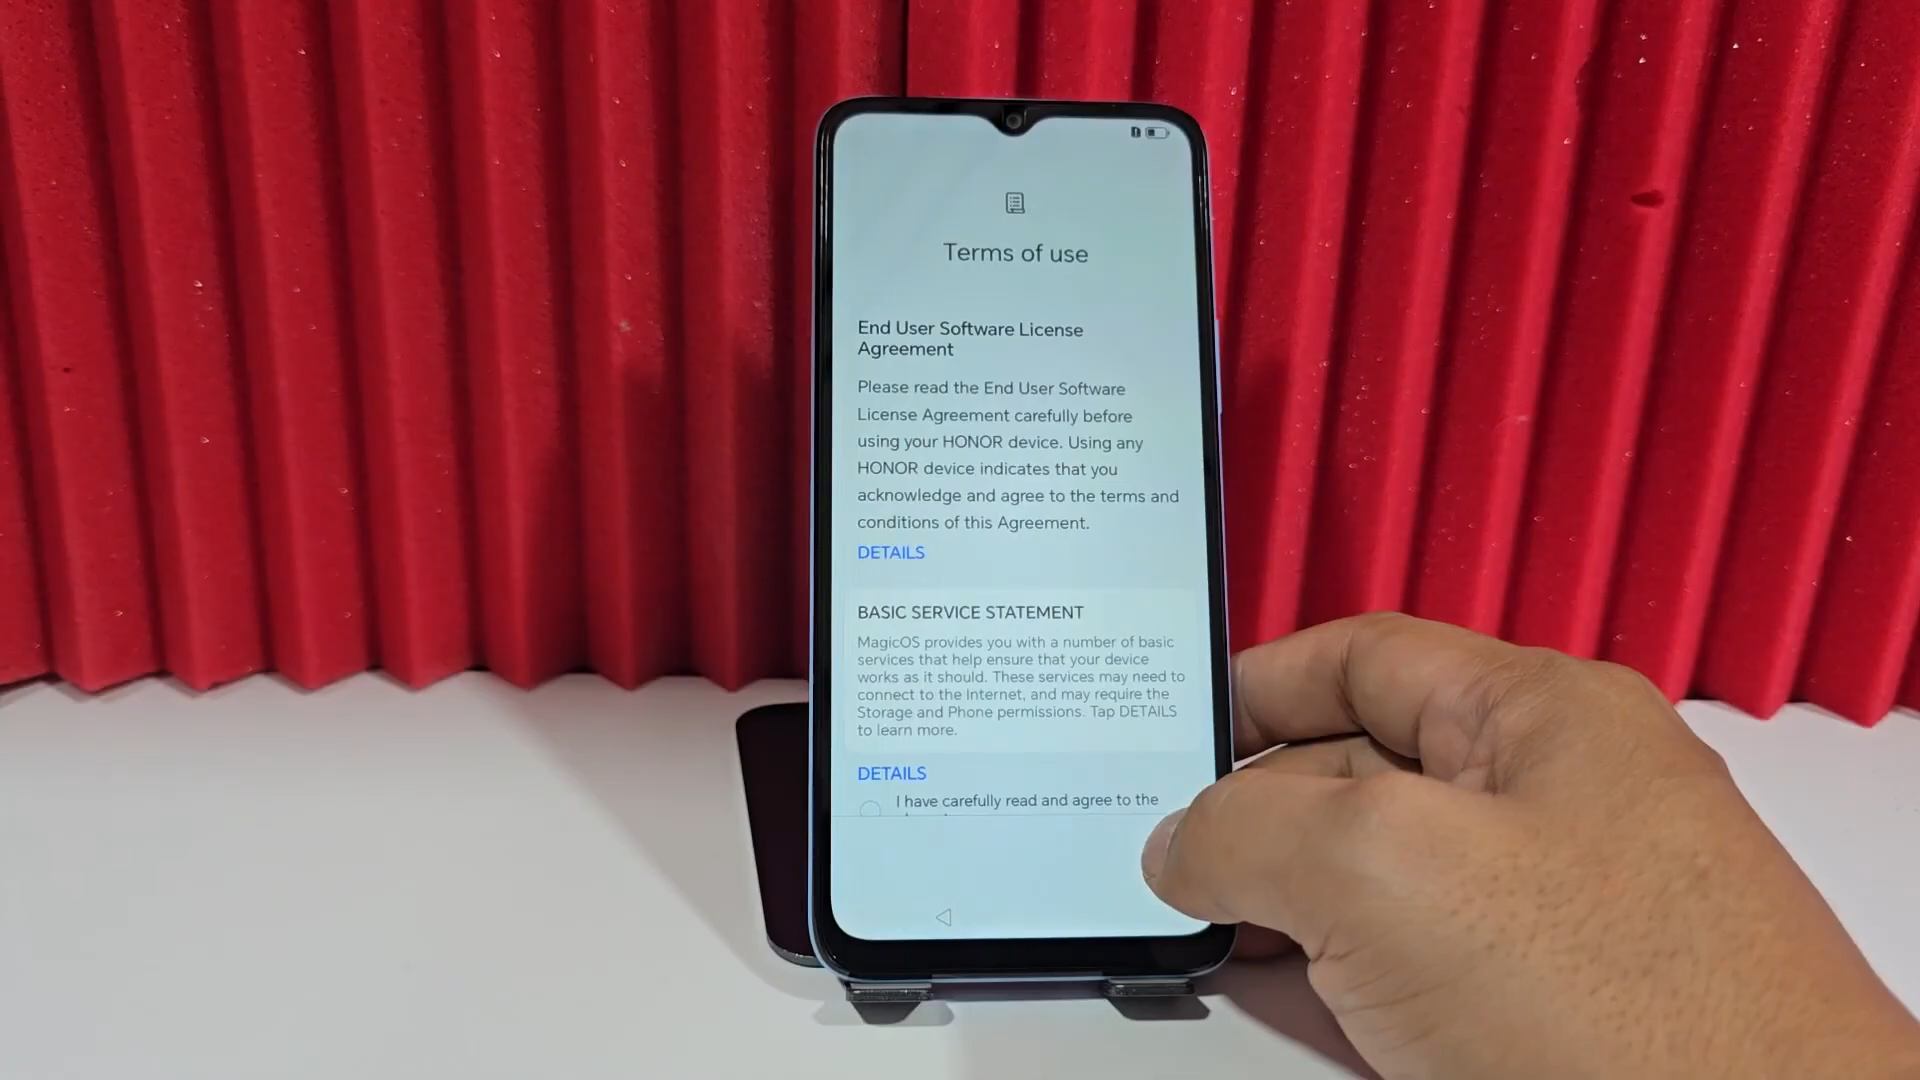 Terms of use
End User Software License
Agreement
Please read the End User Software
License Agreement carefully before
using your HONOR device. Using any
HONOR device indicates that you
acknowledge and agree to the terms and
conditions of this Agreement.
DETAILS
BASIC SERVICE STATEMENT
MagicOS provides you with a number of basic
services that help ensure that your device
works as it should. These services may need to
connect to the Internet, and may require the
Storage and Phone permissions. Tap DETAILS
to learn more.
DETAILS
I have carefully read and agree to the